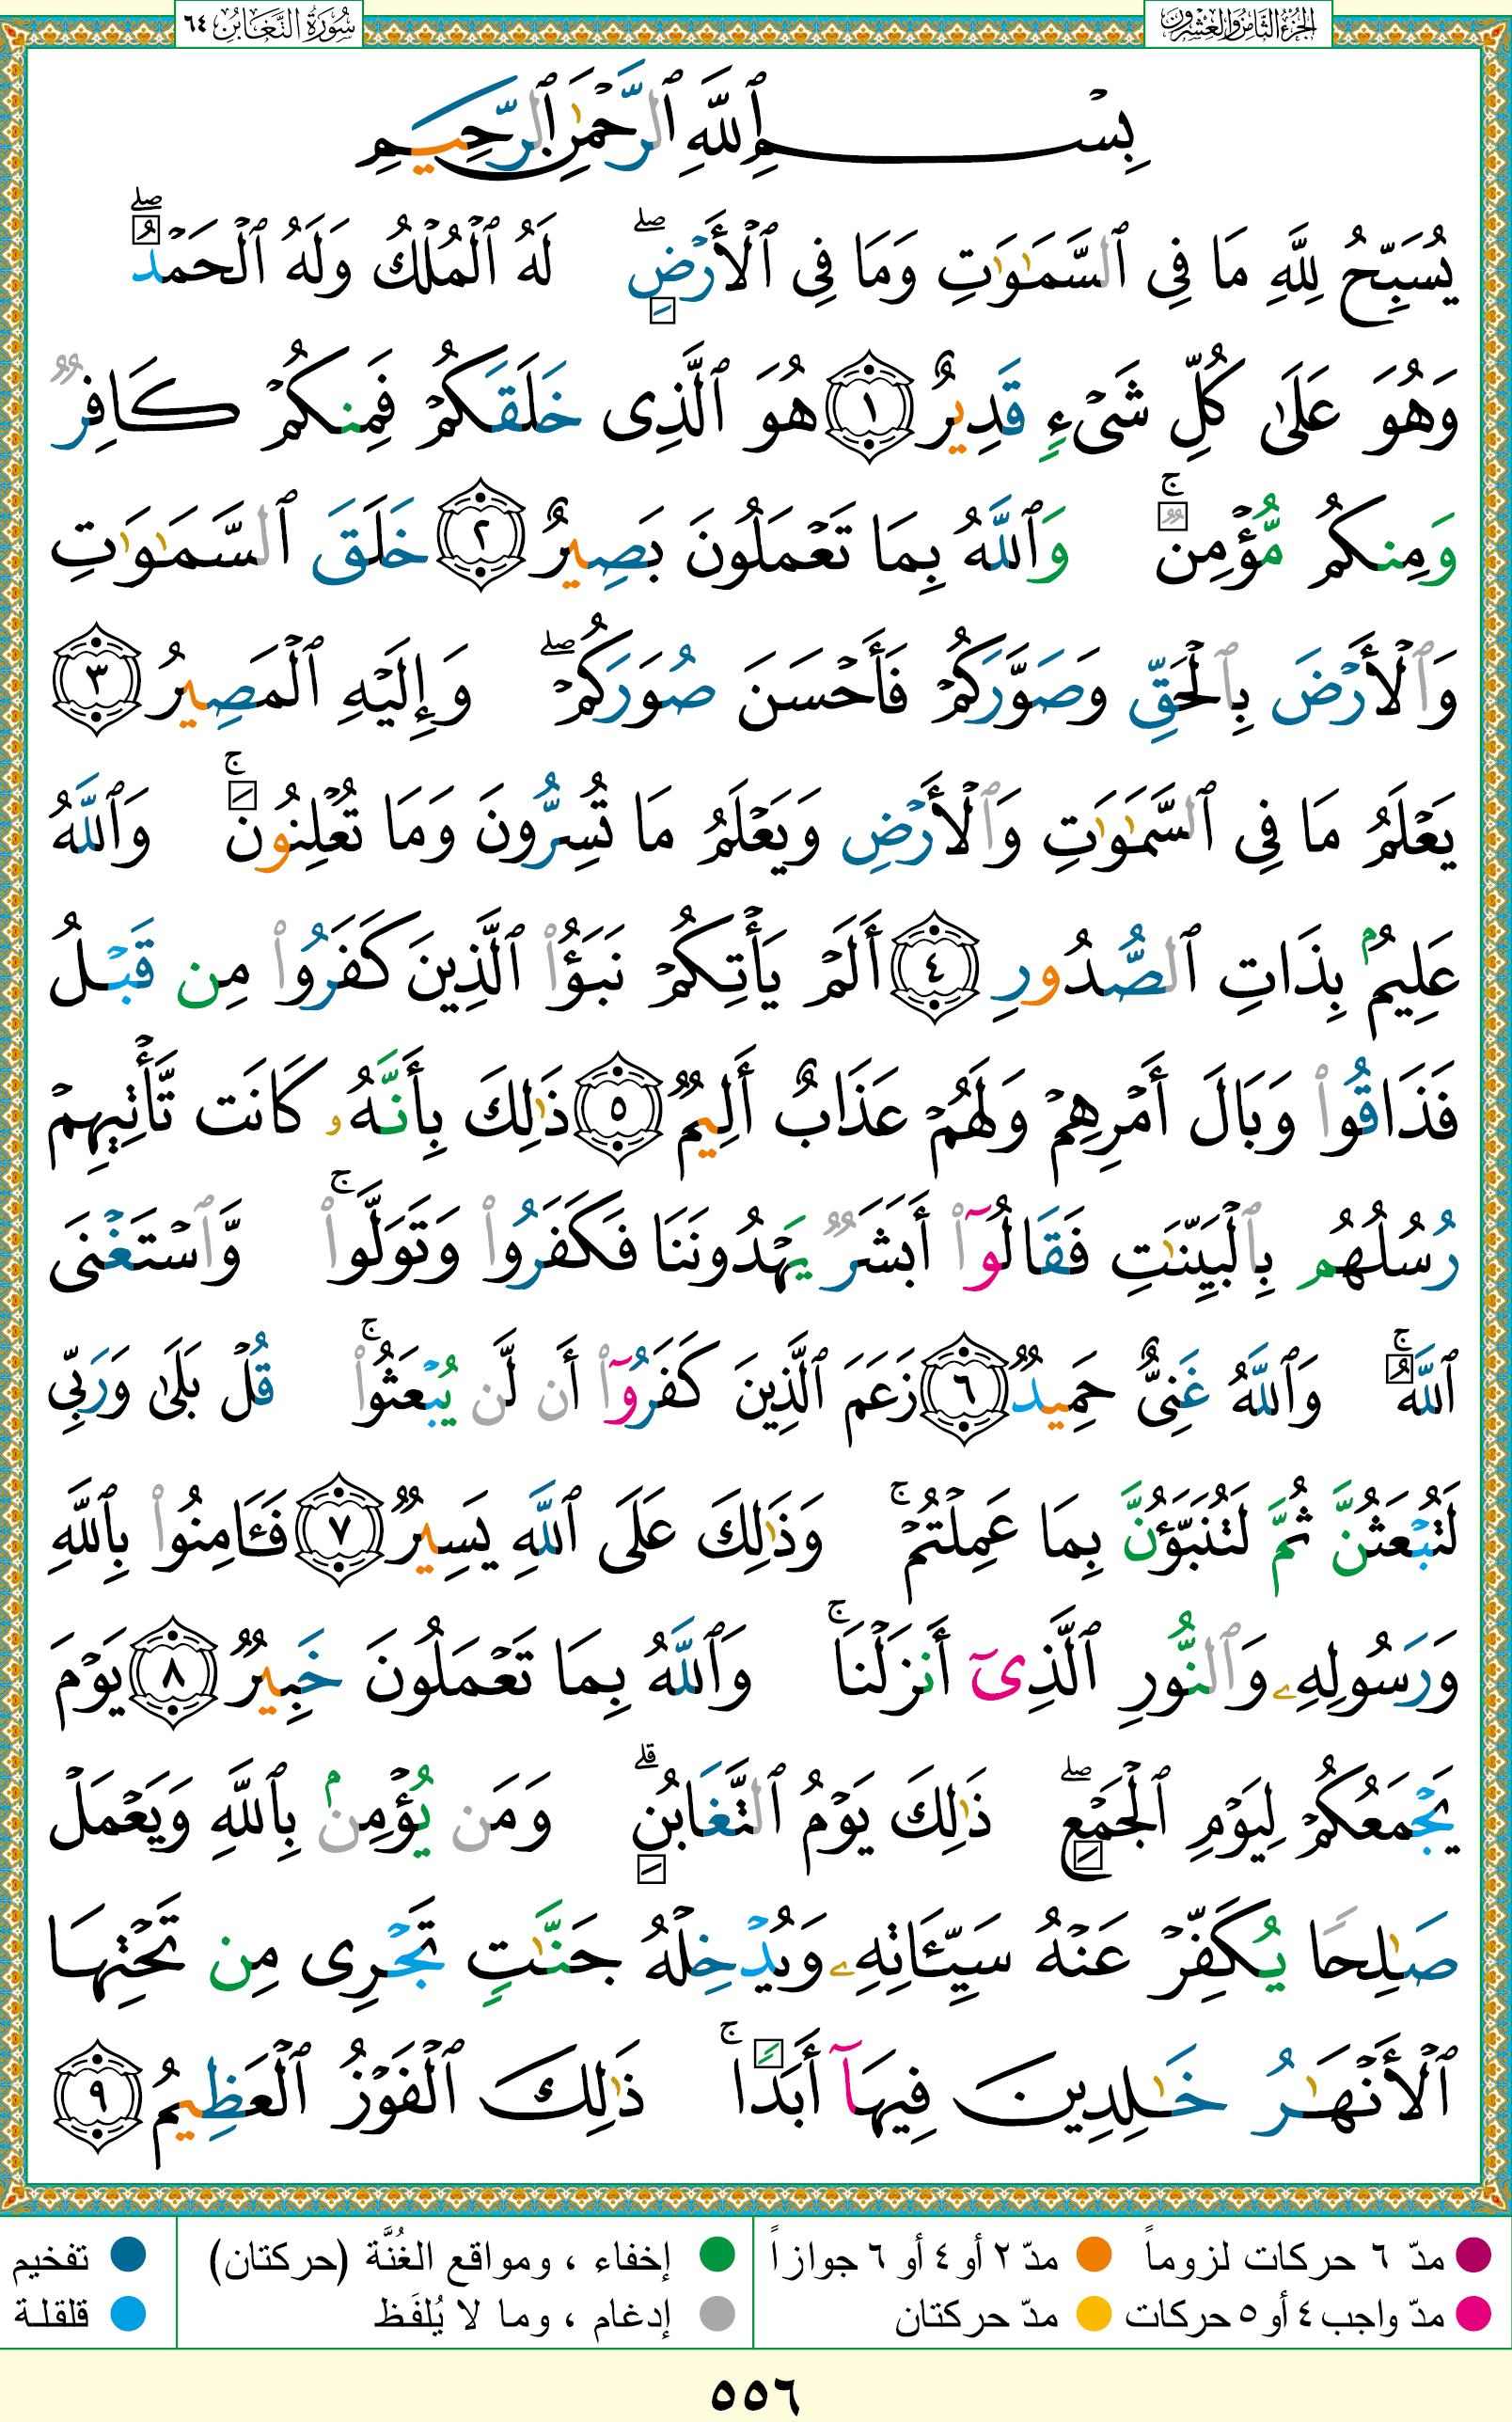 الجزء الثامن والعشرون
سورة التغابن ٦٤
بِسْمِ ٱللَّهِ ٱلرَّحْمَٰنِ ٱلرَّحِيمِ
يُسَبِّحُ لِلَّهِ مَا فِى ٱلسَّمَٰوَٰتِ وَمَا فِى ٱلْأَرْضِ ۖ لَهُ ٱلْمُلْكُ وَلَهُ ٱلْحَمْدُ ۖ
وَهُوَ عَلَىٰ كُلِّ شَىْءٍ قَدِيرٌ ١ هُوَ ٱلَّذِى خَلَقَكُمْ فَمِنكُمْ كَافِرٌ
وَمِنكُم مُّؤْمِنٌ ۚ وَٱللَّهُ بِمَا تَعْمَلُونَ بَصِيرٌ ٢ خَلَقَ ٱلسَّمَٰوَٰتِ
وَٱلْأَرْضَ بِٱلْحَقِّ وَصَوَّرَكُمْ فَأَحْسَنَ صُوَرَكُمْ ۖ وَإِلَيْهِ ٱلْمَصِيرُ ٣
يَعْلَمُ مَا فِى ٱلسَّمَٰوَٰتِ وَٱلْأَرْضِ وَيَعْلَمُ مَا تُسِرُّونَ وَمَا تُعْلِنُونَ ۚ وَٱللَّهُ
عَلِيمٌۢ بِذَاتِ ٱلصُّدُورِ ٤ أَلَمْ يَأْتِكُمْ نَبَؤُا۟ ٱلَّذِينَ كَفَرُوا۟ مِن قَبْلُ
فَذَاقُوا۟ وَبَالَ أَمْرِهِمْ وَلَهُمْ عَذَابٌ أَلِيمٌ ٥ ذَٰلِكَ بِأَنَّهُۥ كَانَت تَّأْتِيهِمْ
رُسُلُهُم بِٱلْبَيِّنَٰتِ فَقَالُوٓا۟ أَبَشَرٌ يَهْدُونَنَا فَكَفَرُوا۟ وَتَوَلَّوا۟ ۚ وَّٱسْتَغْنَى
ٱللَّهُ ۚ وَٱللَّهُ غَنِىٌّ حَمِيدٌ ٦ زَعَمَ ٱلَّذِينَ كَفَرُوٓا۟ أَن لَّن يُبْعَثُوا۟ ۚ قُلْ بَلَىٰ وَرَبِّى
لَتُبْعَثُنَّ ثُمَّ لَتُنَبَّؤُنَّ بِمَا عَمِلْتُمْ ۚ وَذَٰلِكَ عَلَى ٱللَّهِ يَسِيرٌ ٧ فَـَٔامِنُوا۟ بِٱللَّهِ
وَرَسُولِهِۦ وَٱلنُّورِ ٱلَّذِىٓ أَنزَلْنَا ۚ وَٱللَّهُ بِمَا تَعْمَلُونَ خَبِيرٌ ٨ يَوْمَ
يَجْمَعُكُمْ لِيَوْمِ ٱلْجَمْعِ ۖ ذَٰلِكَ يَوْمُ ٱلتَّغَابُنِ ۗ وَمَن يُؤْمِنۢ بِٱللَّهِ وَيَعْمَلْ
صَٰلِحًا يُكَفِّرْ عَنْهُ سَيِّـَٔاتِهِۦ وَيُدْخِلْهُ جَنَّٰتٍ تَجْرِى مِن تَحْتِهَا
ٱلْأَنْهَٰرُ خَٰلِدِينَ فِيهَآ أَبَدًا ۚ ذَٰلِكَ ٱلْفَوْزُ ٱلْعَظِيمُ ٩
مدّ ٦ حركات لزوماً مدّ ٢ أو ٤ أو ٦ جوازاً إخفاء ، ومواقع الغُنَّة (حركتان) تفخيم
مدّ واجب ٤ أو ٥ حركات مدّ حركتان إدغام ، وما لا يُلفَظ قلقلة
٥٥٦